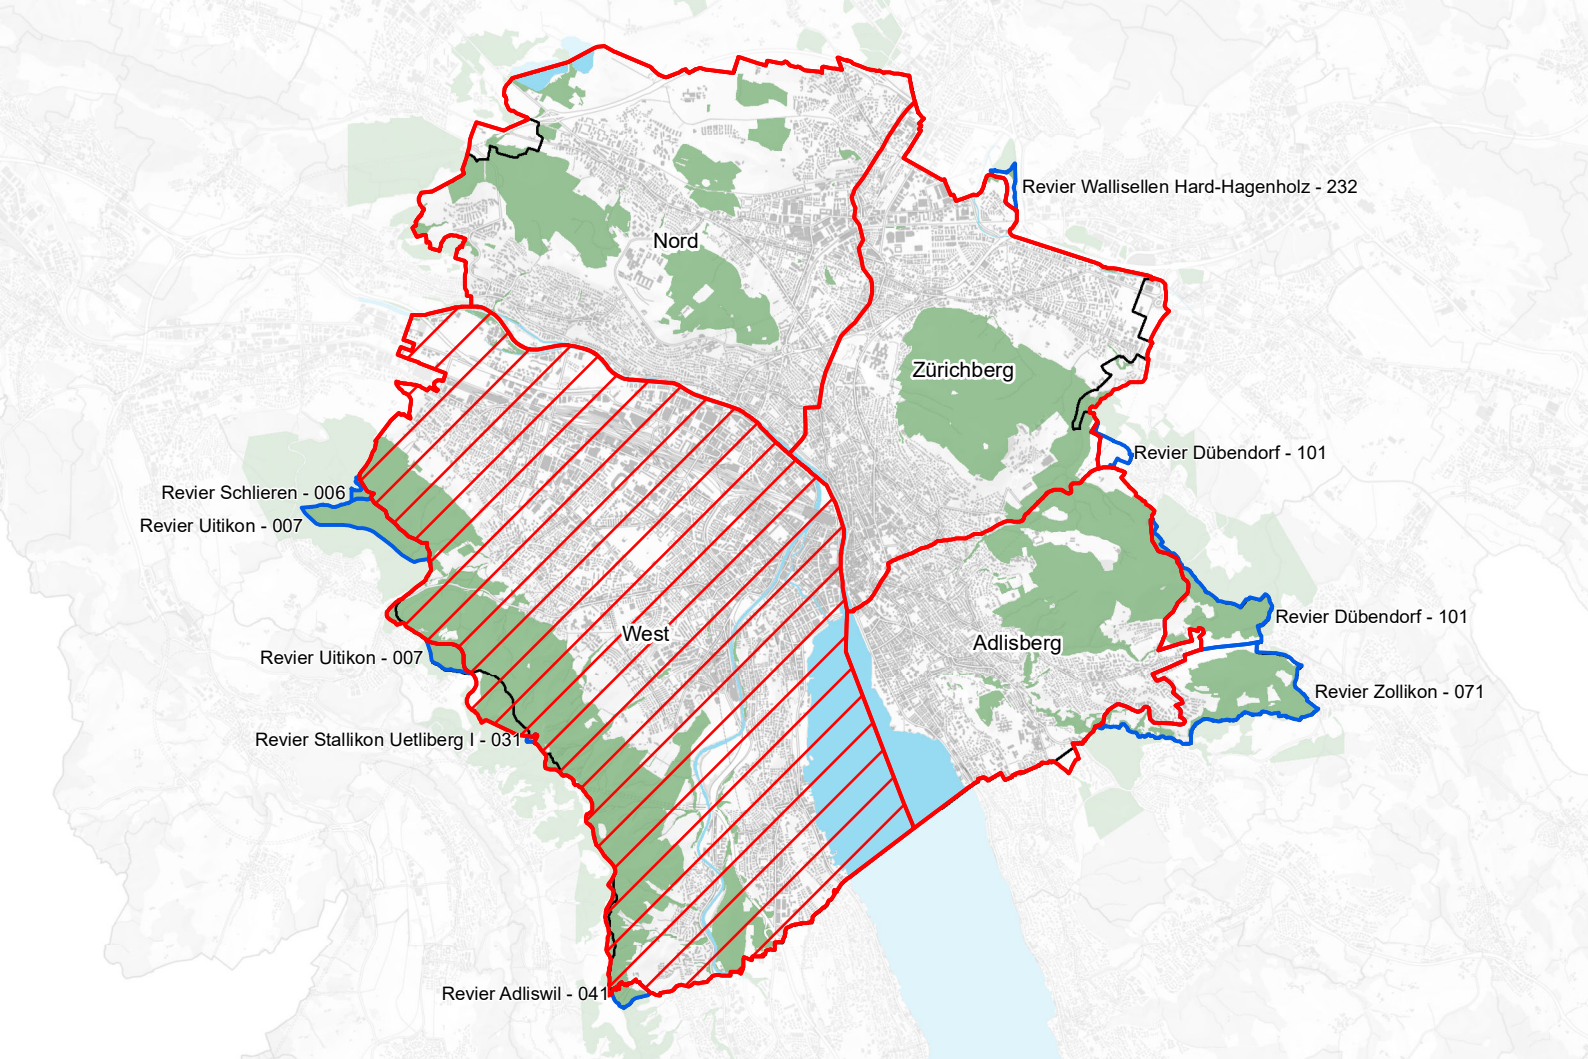 Revier Wallisellen Hard-Hagenholz - 232
Nord
Zürichberg
Revier Dübendorf - 101
Revier Schlieren - 006
Revier Uitikon - 007
Revier Dübendorf - 101
West
Adlisberg
Revier Uitikon - 007
Revier Zollikon - 071
Revier Stallikon Uetliberg I - 031
Revier Adliswil - 041